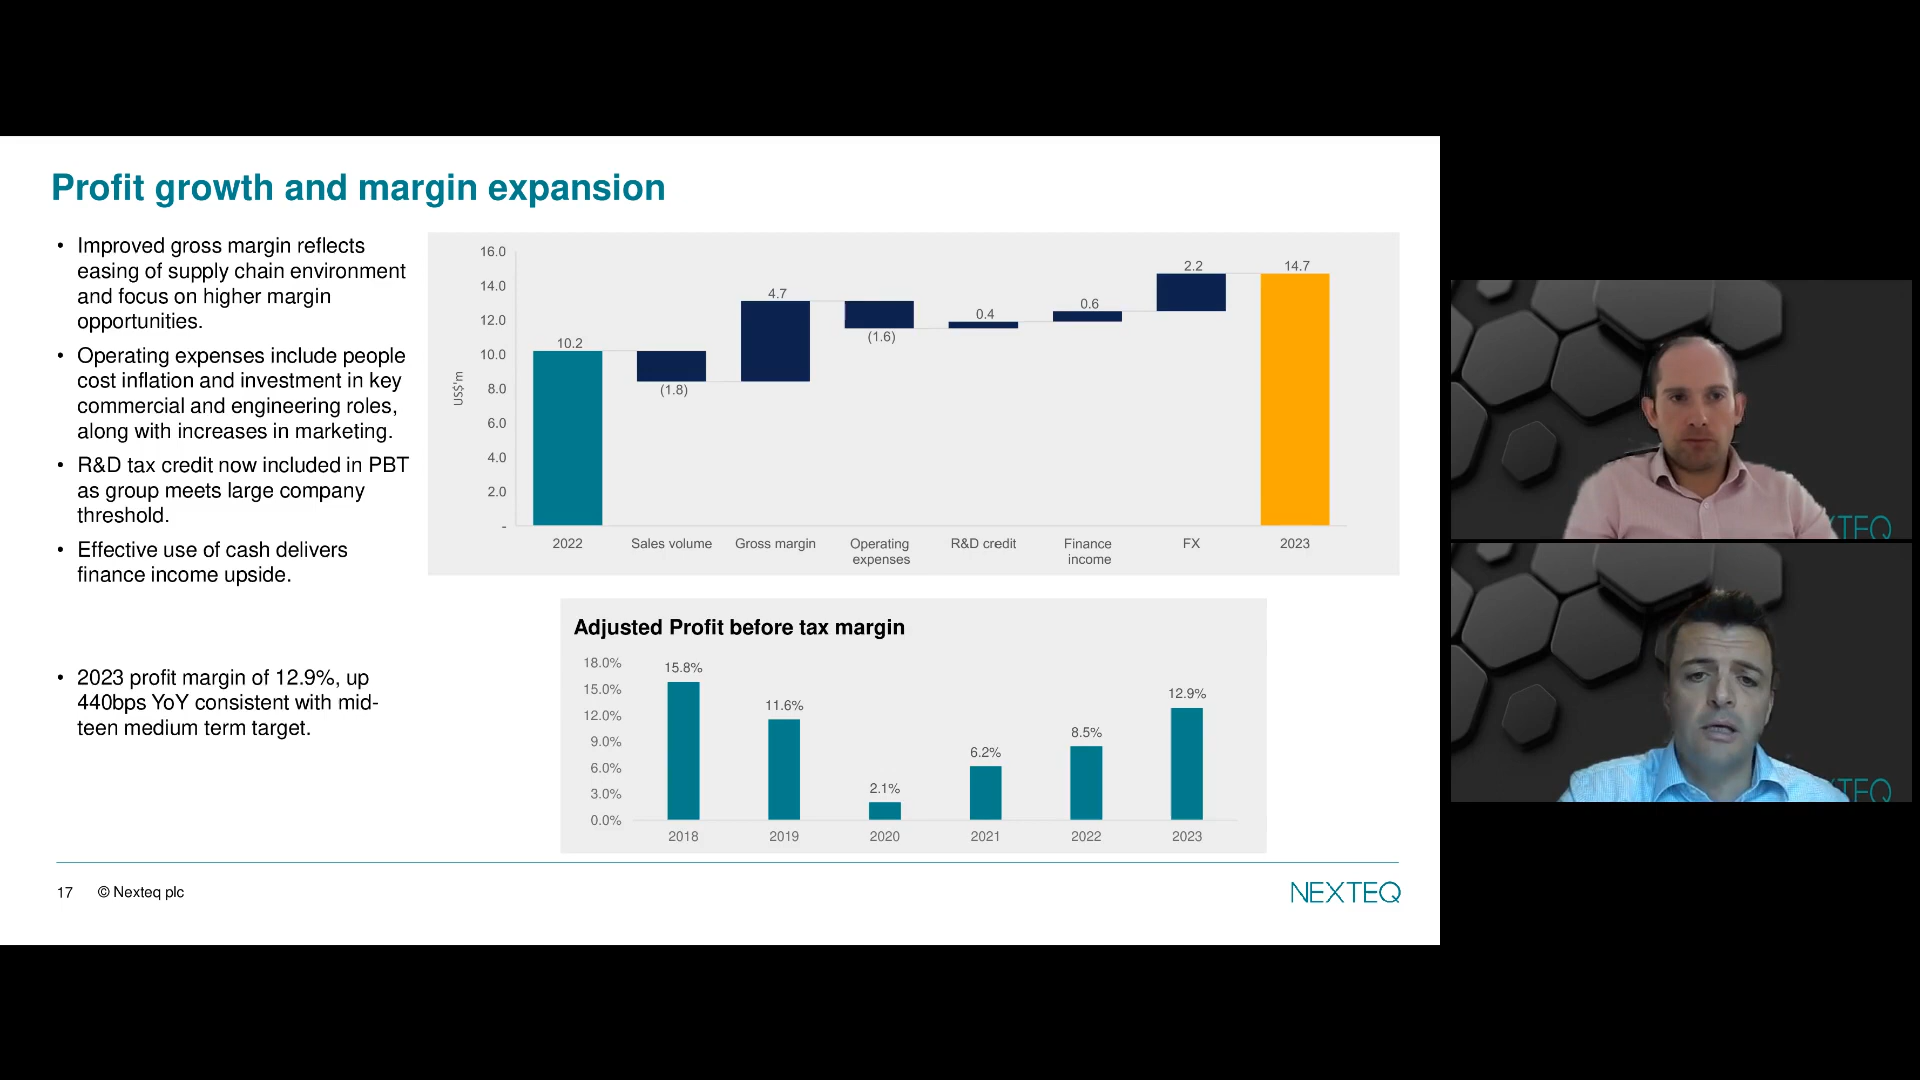 Profit growth and margin expansion
• Improved gross margin reflects
easing of supply chain environment
and focus on higher margin
opportunities.
• Operating expenses include people
cost inflation and investment in key
commercial and engineering roles,
along with increases in marketing.
• R&D tax credit now included in PBT
as group meets large company
threshold.
• Effective use of cash delivers
finance income upside.
• 2023 profit margin of 12.9%, up
440bps YoY consistent with mid-
teen medium term target.
US$'m
16.0
14.0
12.0
10.0
8.0
6.0
4.0
2.0
-
10.2
(1.8)
4.7
(1.6)
0.4
0.6
2.2
14.7
2022
Sales volume
Gross margin
Operating
expenses
R&D credit
Finance
income
FX
2023
Adjusted Profit before tax margin
18.0%
15.0%
12.0%
9.0%
6.0%
3.0%
0.0%
15.8%
11.6%
2.1%
6.2%
8.5%
12.9%
2018
2019
2020
2021
2022
2023
17 © Nexteq plc
NEXTEQ
XTEQ
TEQ